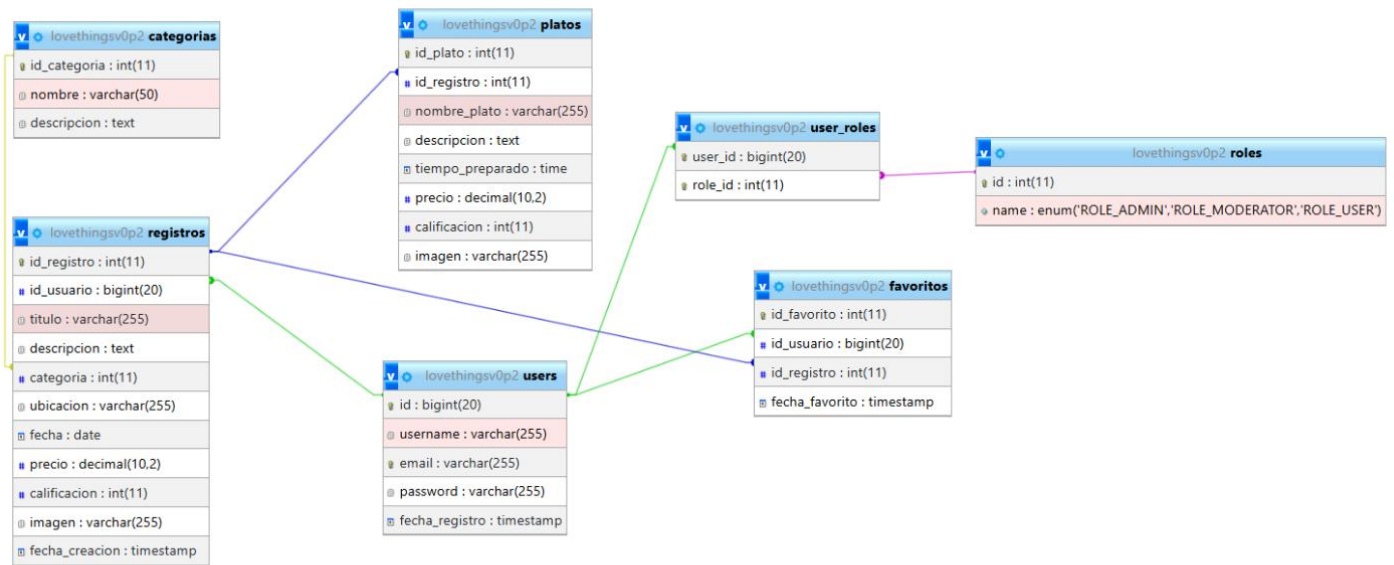 v lovethingsv0p2 categorias
id_categoria : int(11)
nombre : varchar(50)
descripcion : text
v lovethingsv0p2 platos
id_plato : int(11)
# id_registro : int(11)
nombre_plato : varchar(255)
descripcion : text
tiempo_preparado : time
# precio : decimal(10,2)
# calificacion : int(11)
imagen : varchar(255)
v lovethingsv0p2 user_roles
user_id : bigint(20)
role_id : int(11)
v lovethingsv0p2 roles
id : int(11)
name : enum('ROLE_ADMIN','ROLE_MODERATOR','ROLE_USER')
v lovethingsv0p2 registros
id_registro : int(11)
# id_usuario : bigint(20)
titulo : varchar(255)
descripcion : text
# categoria : int(11)
ubicacion : varchar(255)
fecha : date
# precio : decimal(10,2)
# calificacion : int(11)
imagen : varchar(255)
fecha_creacion : timestamp
v lovethingsv0p2 users
id : bigint(20)
username : varchar(255)
email : varchar(255)
password : varchar(255)
fecha_registro : timestamp
v lovethingsv0p2 favoritos
id_favorito : int(11)
# id_usuario : bigint(20)
# id_registro : int(11)
fecha_favorito : timestamp